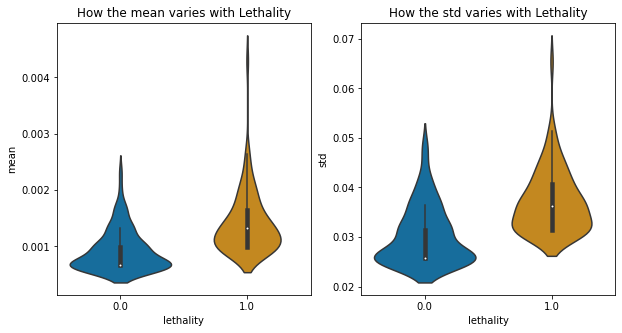 How the mean varies with Lethality
mean
0.004
0.003
0.002
0.001
0.0
1.0
lethality
How the std varies with Lethality
std
0.07
0.06
0.05
0.04
0.03
0.02
0.0
1.0
lethality